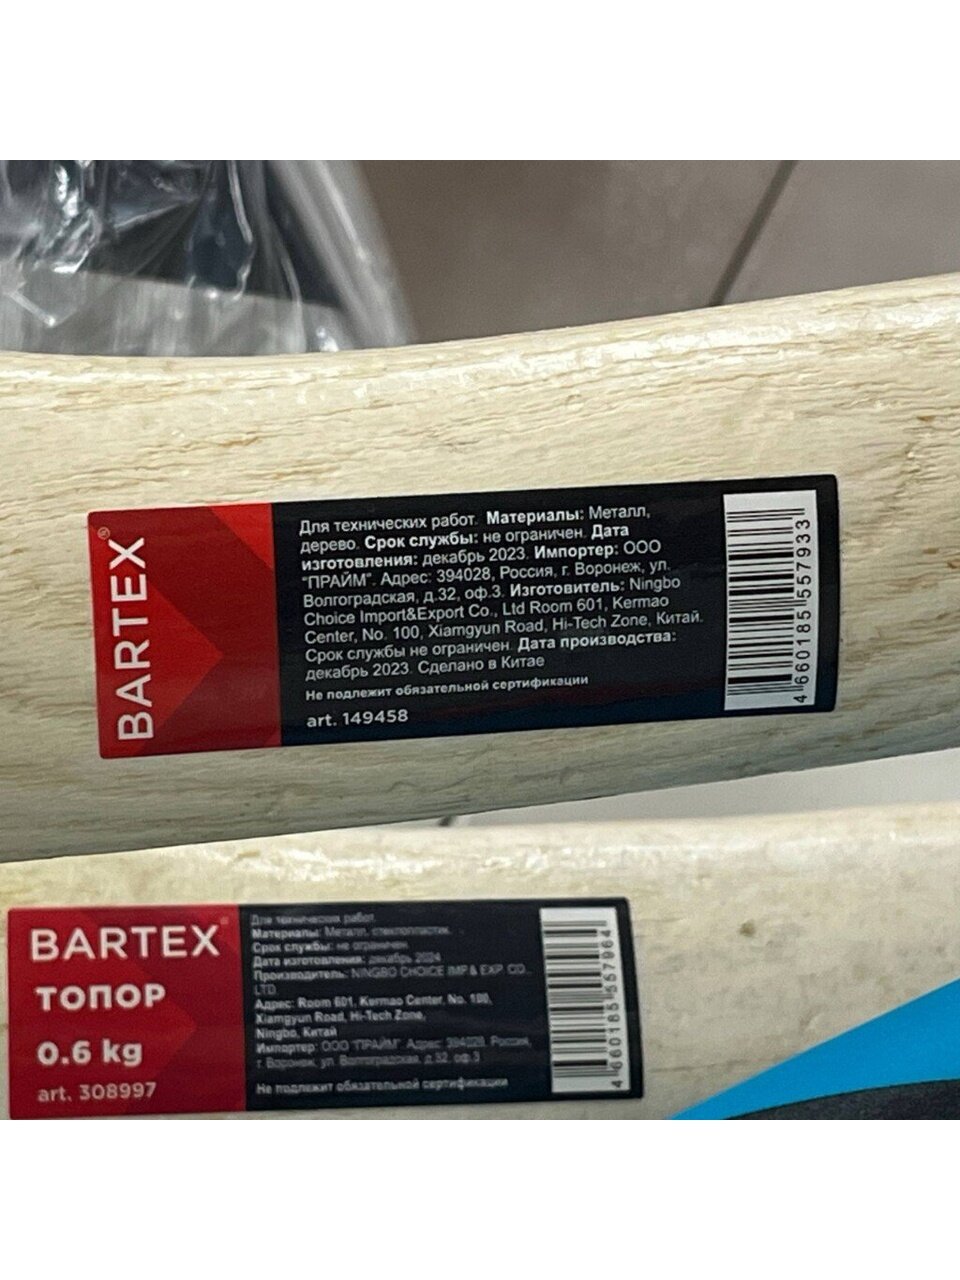 BARTEX®
Для технических работ. Материалы: Металл,
дерево. Срок службы: не ограничен. Дата
изготовления: декабрь 2023. Импортер: ООО
"ПРАЙМ". Адрес: 394028, Россия, г. Воронеж, ул.
Волгоградская, д.32, оф.3. Изготовитель: Ningbo
Choice Import&Export Co., Ltd Room 601, Kermao
Center, No. 100, Xiamgyun Road, Hi-Tech Zone, Китай.
Срок службы не ограничен. Дата производства:
декабрь 2023. Сделано в Китае
Не подлежит обязательной сертификации
art. 149458
4 660185 557933
BARTEX
ТОПОР
0.6 kg
art. 308997
Для технических работ.
Материалы: Металл, стеклопластик.
Срок службы: не ограничен.
Дата изготовления: декабрь 2024
Производитель: NINGBO CHOICE IMP & EXP CO.,
LTD.
Адрес: Room 601, Kermao Center, No. 100,
Xiamgyun Road, Hi-Tech Zone,
Ningbo, Китай
Импортер: ООО "ПРАЙМ". Адрес: 394028, Россия,
г. Воронеж, ул. Волгоградская, д.32, оф.3
Не подлежит обязательной сертификации
4 660185 557964